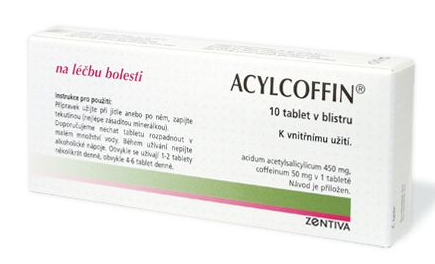 na léčbu bolesti
Instrukce pro použití:
Přípravek užijte při jídle anebo po něm, zapijte
tekutinou (nejlépe zásaditou minerálkou).
Doporučujeme nechat tabletu rozpadnout v
malém množství vody. Během užívání nepijte
alkoholické nápoje. Obvykle se užívají 1-2 tablety
několikrát denně, obvykle 4-6 tablet denně.
ACYLCOFFIN®
10 tablet v blistru
K vnitřnímu užití.
acidum acetylsalicylicum 450 mg,
coffeinum 50 mg v 1 tabletě
Návod je přiložen.
ZENTIVA